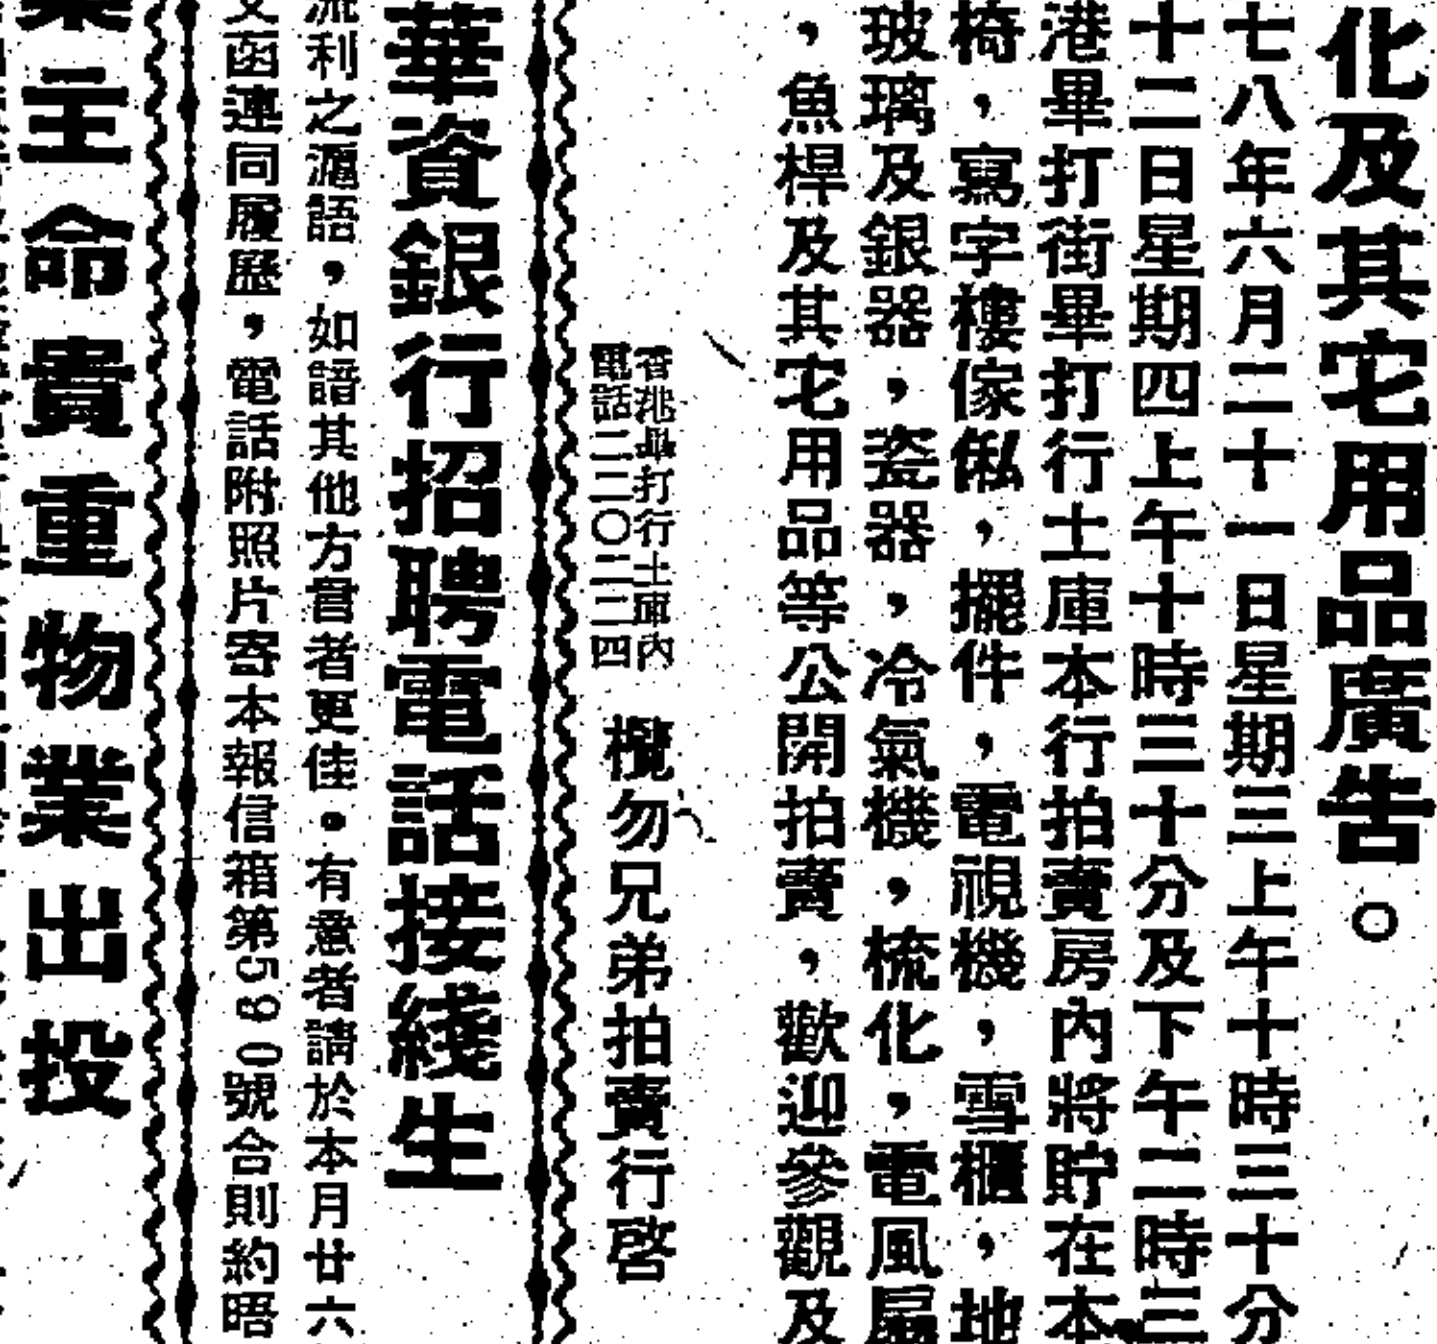 化及其宅用品廣告。
七八年六月二十一日星期三上午十時三十分
十二日星期四上午十時三十分及下午二時三
港畢打街畢打行士庫本行拍賣房內將貯在本
椅，寫字樓傢俬，擺件，電視機，雪櫃，地
玻璃及銀器，瓷器，冷氣機，梳化，電風扇
，魚桿及其宅用品等公開拍賣，歡迎參觀及
香港畢打行士庫內
電話二二〇二二四
欖勿兄弟拍賣行啓
華資銀行招聘電話接綫生
流利之滬語，如諳其他方言者更佳。有意者請於本月廿六
文函連同履歷，電話附照片寄本報信箱第590號合則約晤
業主命貴重物業出投